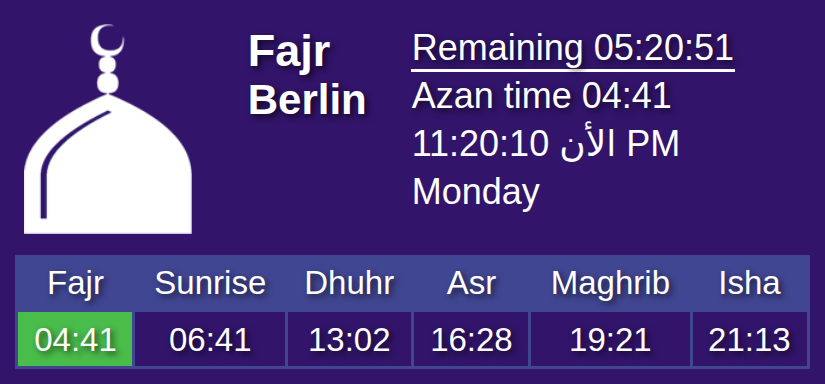 Fajr
Berlin
Remaining 05:20:51
Azan time 04:41
11:20:10 الأن PM
Monday
Fajr Sunrise Dhuhr Asr Maghrib Isha
04:41 06:41 13:02 16:28 19:21 21:13